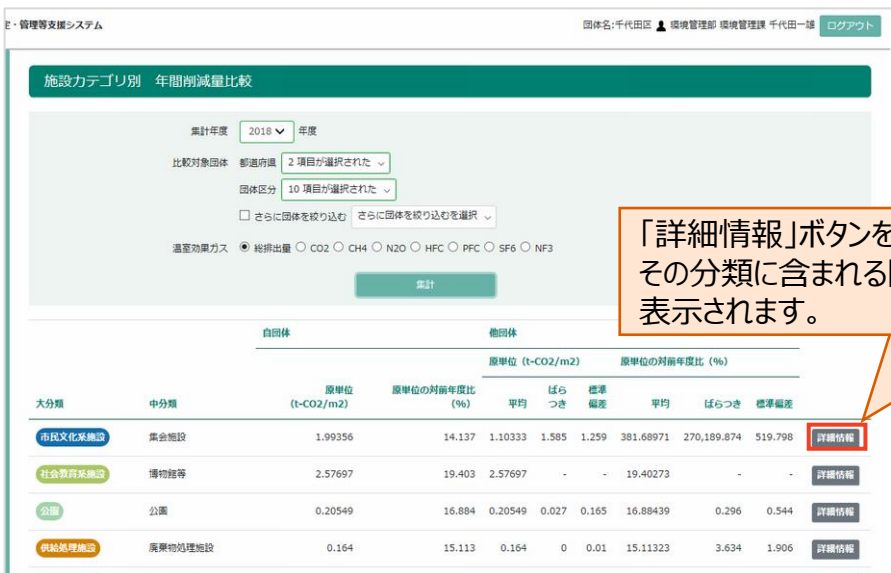 定・管理等支援システム
団体名:千代田区 環境管理部 環境管理課 千代田一雄 ログアウト
施設カテゴリ別 年間削減量比較
集計年度 2018 年度
比較対象団体 都道府県 2 項目が選択された
団体区分 10 項目が選択された
さらに団体を絞り込む さらに団体を絞り込むを選択
温室効果ガス 総排出量 CO2 CH4 N2O HFC PFC SF6 NF3
集計
「詳細情報」ボタンを
その分類に含まれる
表示されます。
自団体 他団体
原単位 (t-CO2/m2) 原単位の対前年度比 (%)
大分類 中分類 原単位 (t-CO2/m2) 原単位の対前年度比 (%) 平均 ばらつき 標準偏差 平均 ばらつき 標準偏差
市民文化系施設 集会施設 1.99356 14.137 1.10333 1.585 1.259 381.68971 270,189.874 519.798 詳細情報
社会教育系施設 博物館等 2.57697 19.403 2.57697 - - 19.40273 - - 詳細情報
公園 公園 0.20549 16.884 0.20549 0.027 0.165 16.88439 0.296 0.544 詳細情報
供給処理施設 廃棄物処理施設 0.164 15.113 0.164 0 0.01 15.11323 3.634 1.906 詳細情報